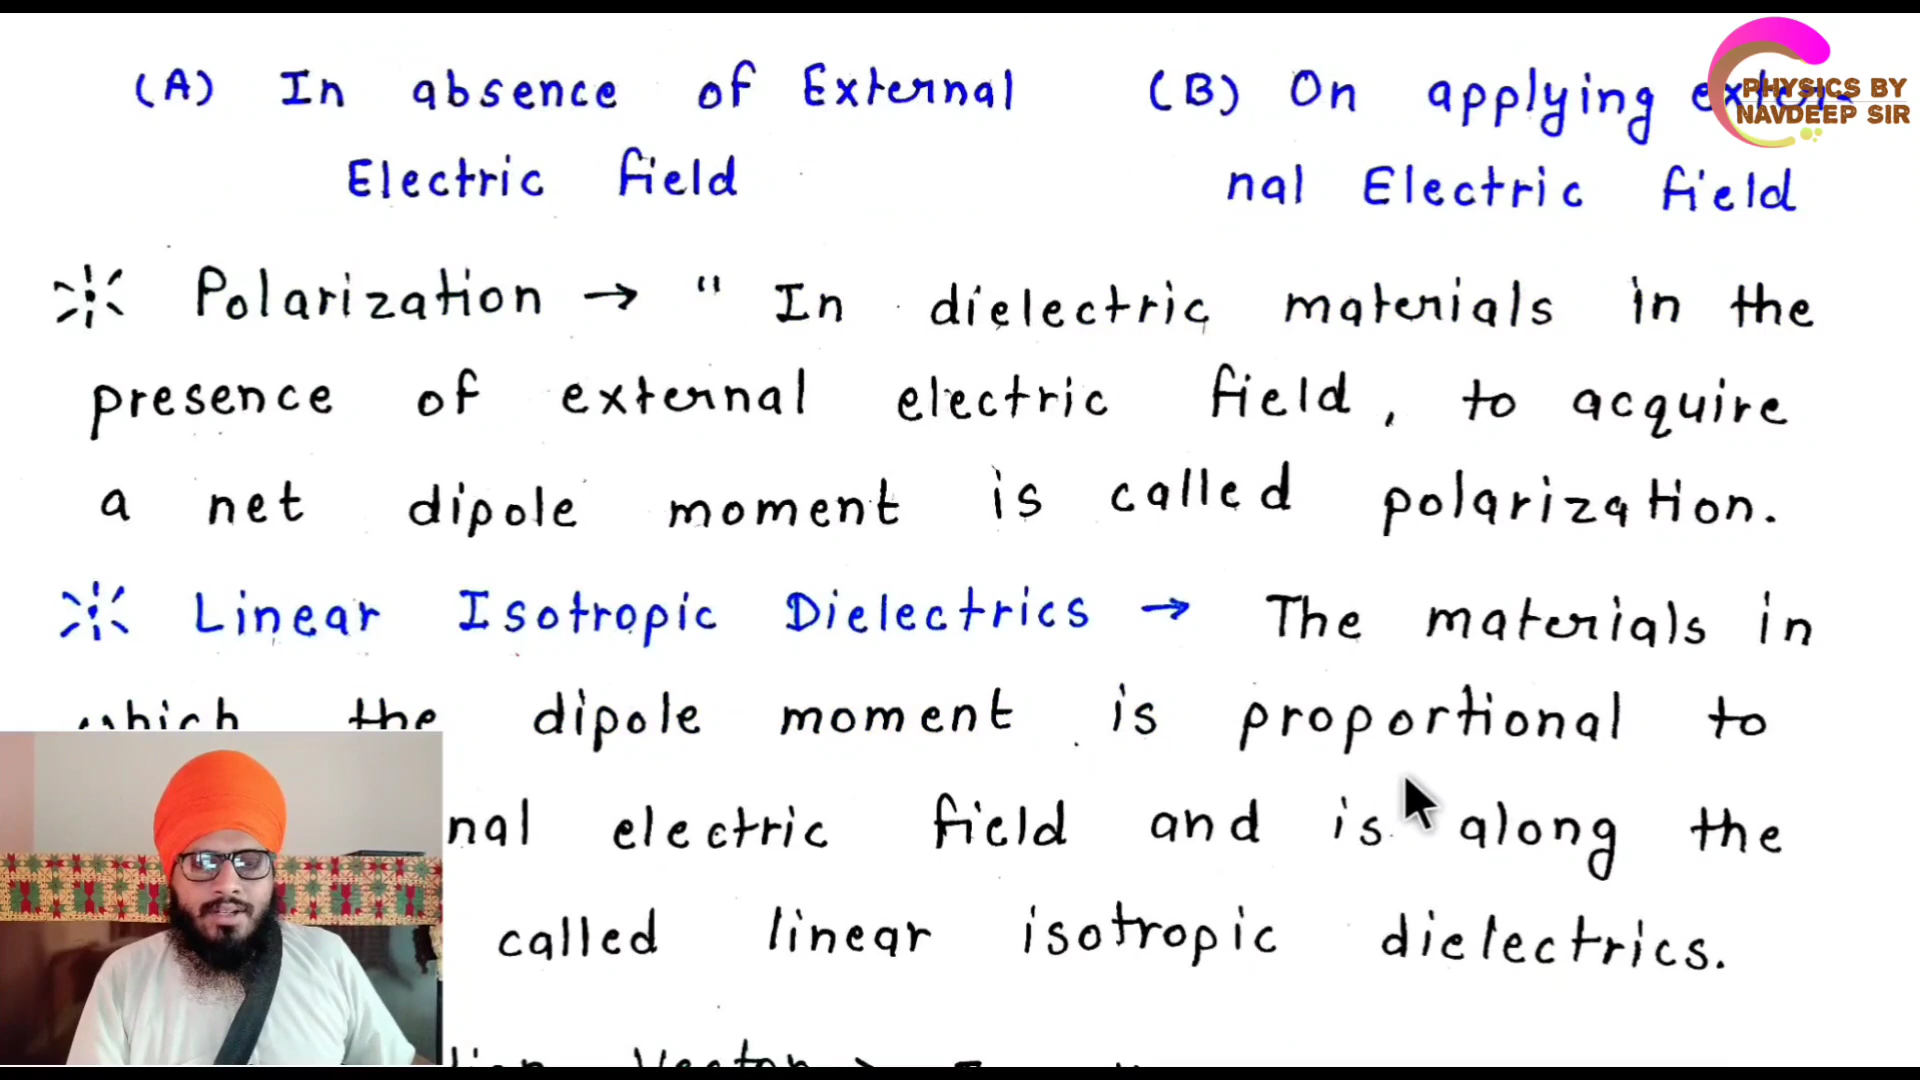 (A) In absence of External
Electric field
(B) On applying exter-
nal Electric field
PHYSICS BY
NAVDEEP SIR
Polarization → " In dielectric materials in the
presence of external electric field, to acquire
a net dipole moment is called polarization.
Linear Isotropic Dielectrics → The materials in
which the dipole moment is proportional to
nal electric field and is along the
called linear isotropic dielectrics.